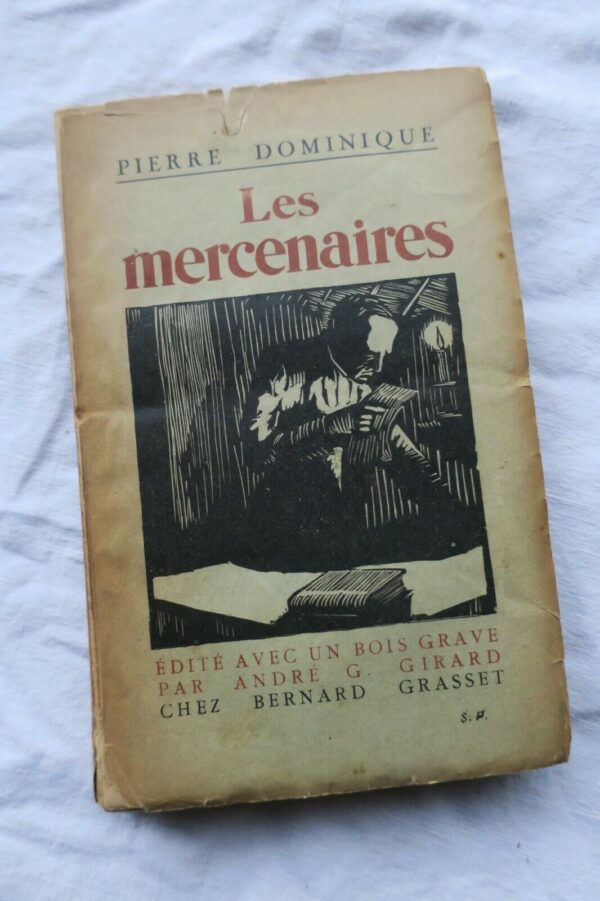 PIERRE DOMINIQUE
Les
mercenaires
ÉDITÉ AVEC UN BOIS GRAVE
PAR ANDRÉ G. GIRARD
CHEZ BERNARD GRASSET